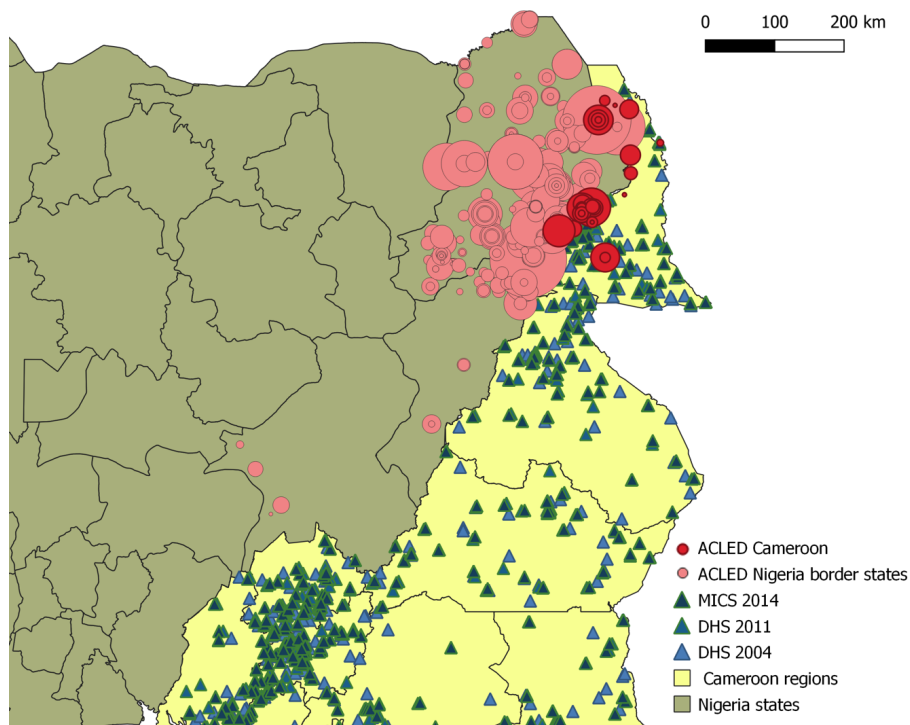 0 100 200 km
ACLED Cameroon
ACLED Nigeria border states
MICS 2014
DHS 2011
DHS 2004
Cameroon regions
Nigeria states